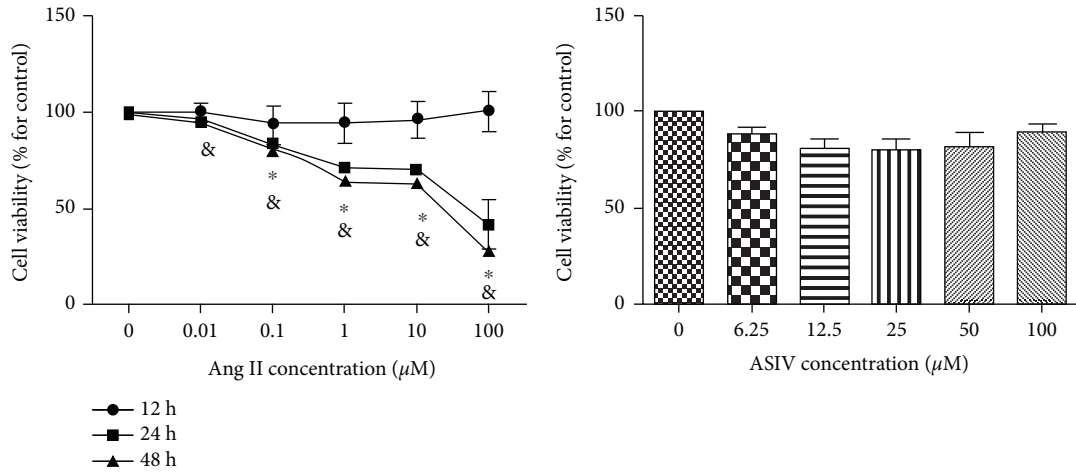 Cell viability (% for control)
150
100
50
0
&
*
&
*
&
*
&
*
&
0 0.01 0.1 1 10 100
Ang II concentration (μM)
12 h
24 h
48 h
Cell viability (% for control)
150
100
50
0
0 6.25 12.5 25 50 100
ASIV concentration (μM)